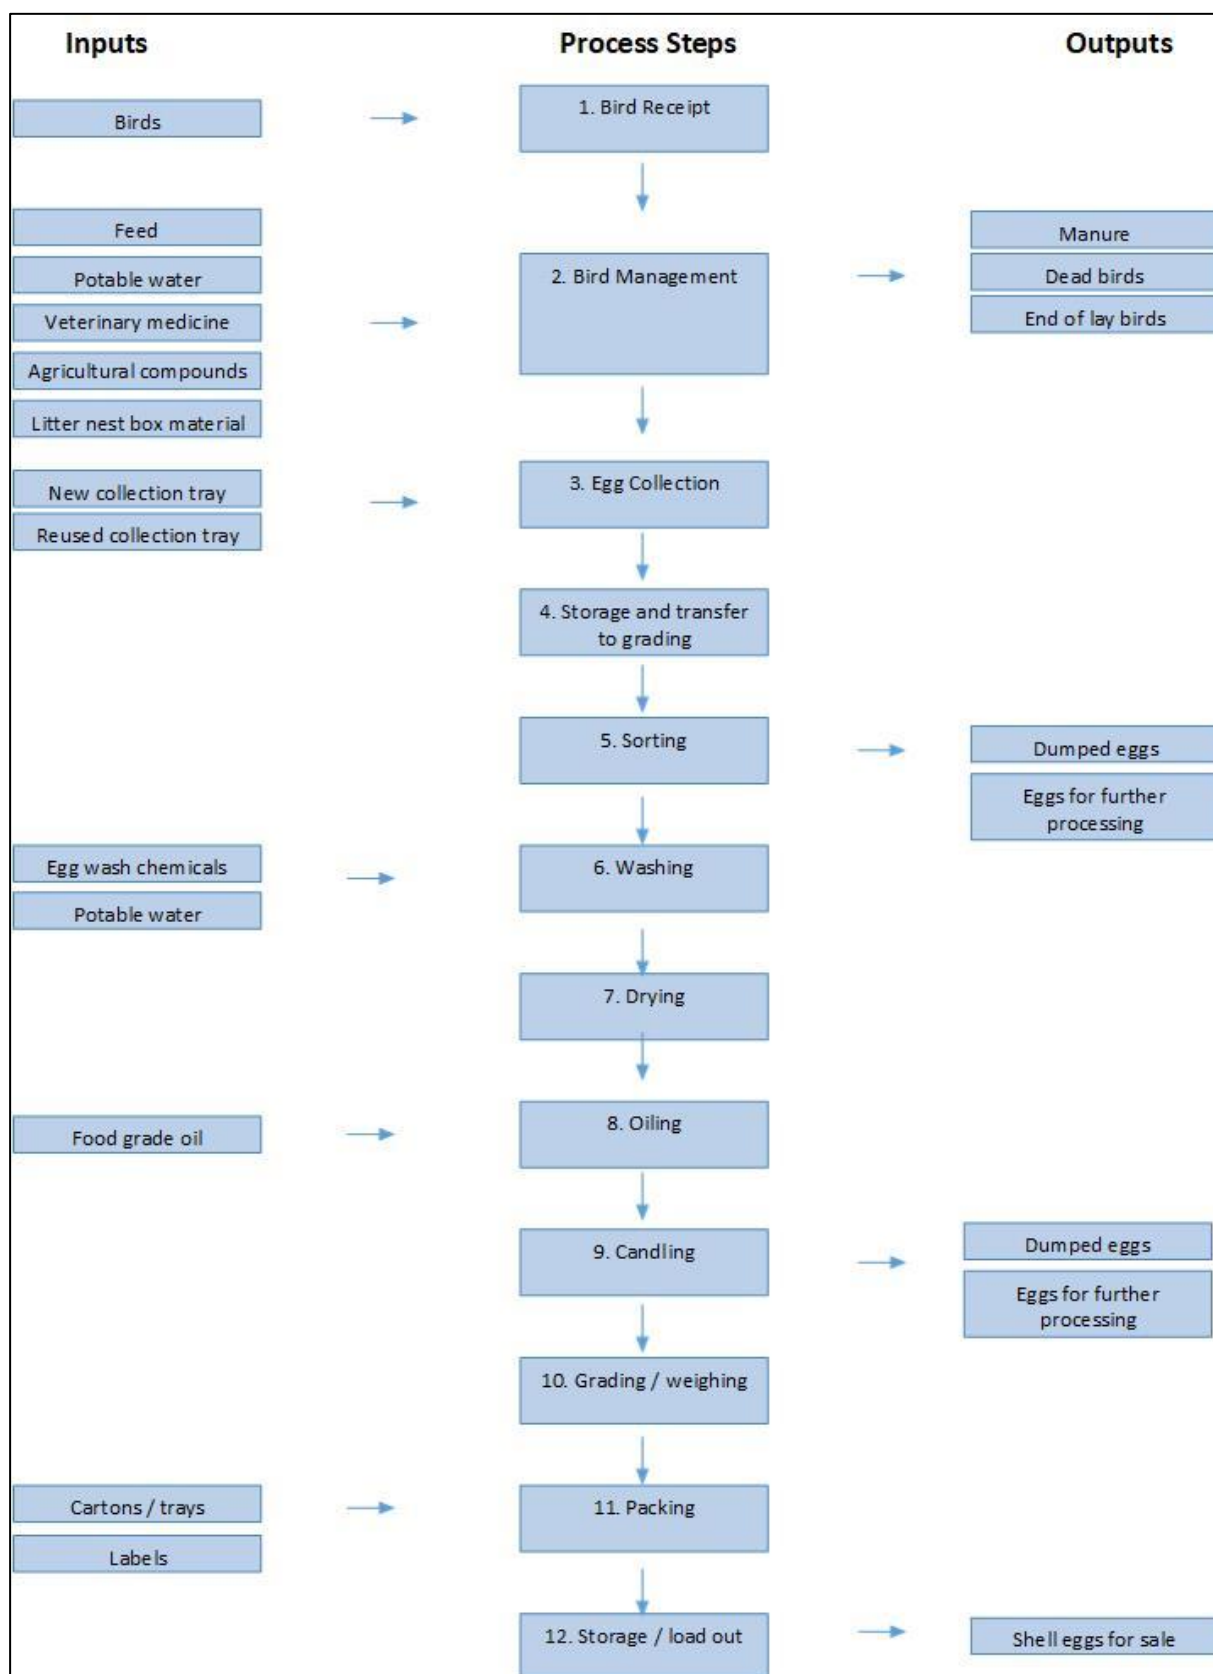 Inputs
Process Steps
Outputs
Birds
1. Bird Receipt
Feed
Potable water
Veterinary medicine
Agricultural compounds
Litter nest box material
2. Bird Management
Manure
Dead birds
End of lay birds
New collection tray
Reused collection tray
3. Egg Collection
4. Storage and transfer
to grading
5. Sorting
Dumped eggs
Eggs for further
processing
Egg wash chemicals
Potable water
6. Washing
7. Drying
Food grade oil
8. Oiling
9. Candling
Dumped eggs
Eggs for further
processing
10. Grading / weighing
Cartons / trays
Labels
11. Packing
12. Storage / load out
Shell eggs for sale